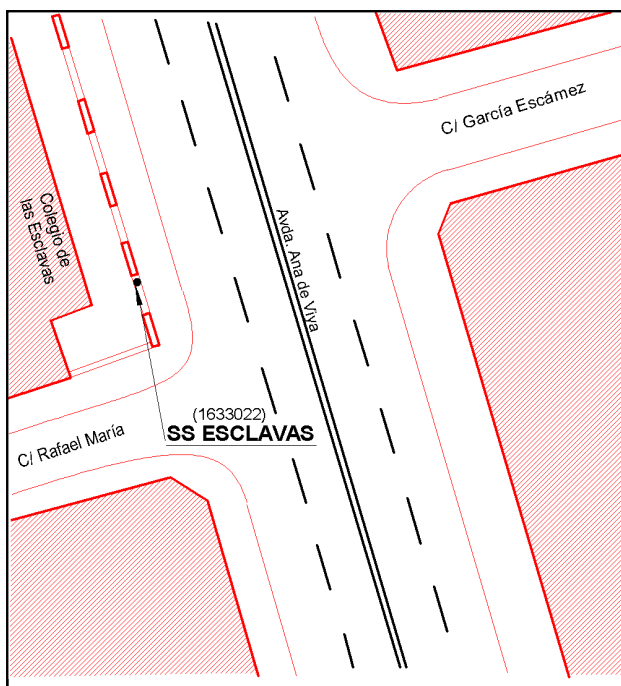 C/ García Escámez
Colegio de
las Esclavas
Avda. Ana de Viya
(1633022)
SS ESCLAVAS
C/ Rafael María